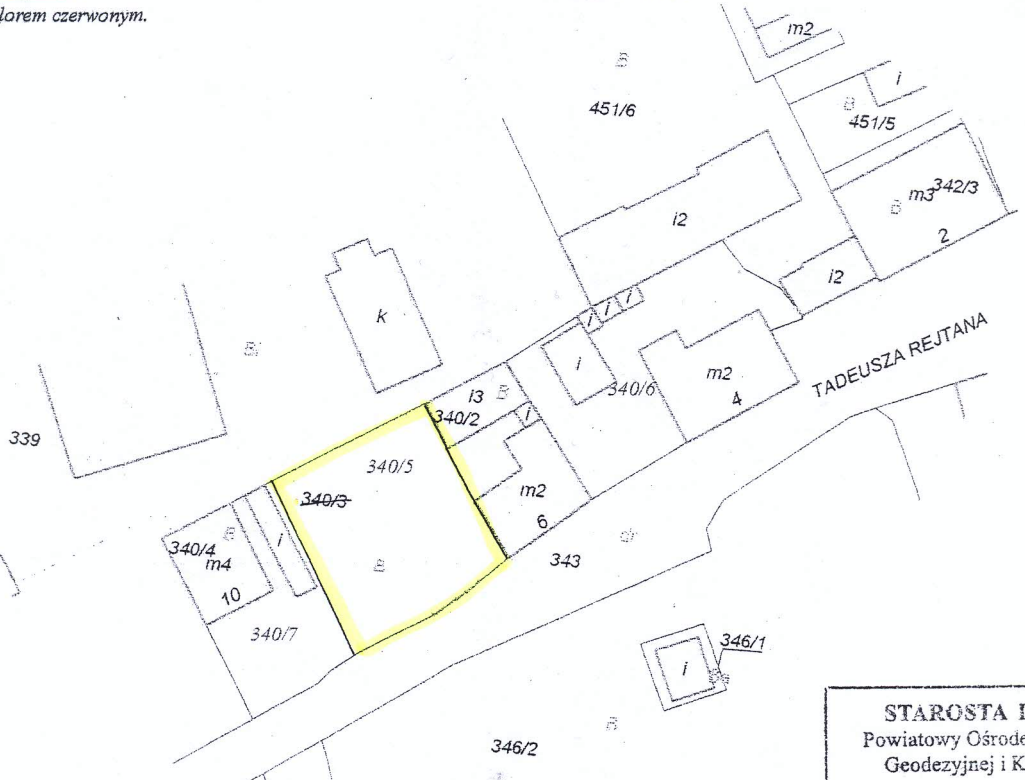 lorem czerwonym.
m2
B
451/6
i
B
451/5
i2
m3
342/3
B
2
i2
k
Bi
TADEUSZA REJTANA
i
i
i
i
340/6
m2
4
i3
B
340/2
i
339
340/5
340/3
m2
6
340/4
B
m4
10
i
B
dr
343
340/7
346/1
i
B
346/2
STAROSTA
Powiatowy Ośrode
Geodezyjnej i K